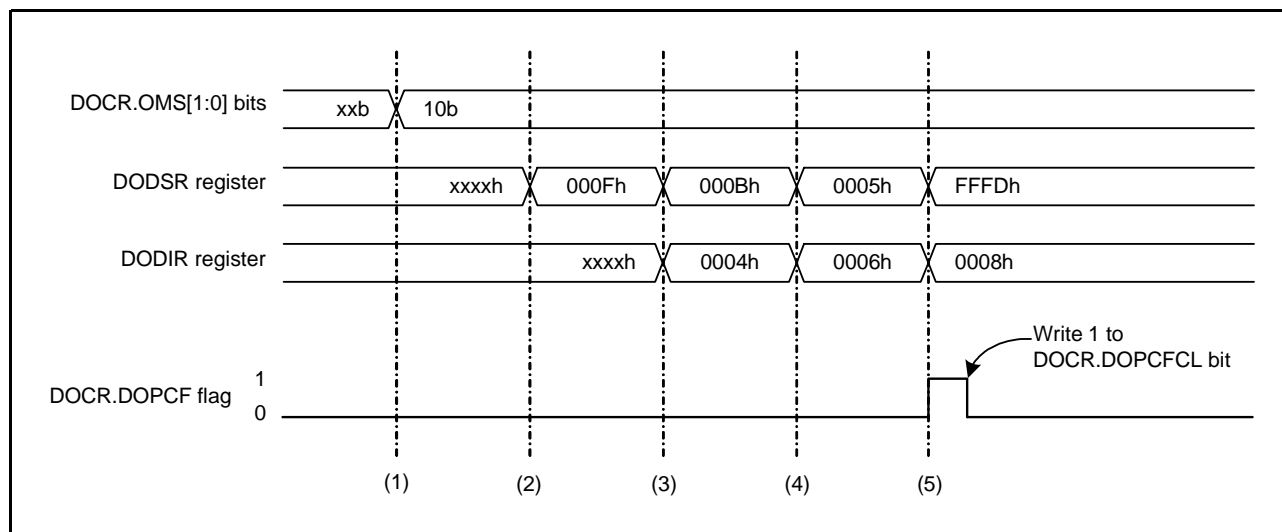 DOCR.OMS[1:0] bits xxb 10b
DODSR register xxxxh 000Fh 000Bh 0005h FFFDh
DODIR register xxxxh 0004h 0006h 0008h
Write 1 to
DOCR.DOPCFCL bit
DOCR.DOPCF flag 1
0
(1) (2) (3) (4) (5)